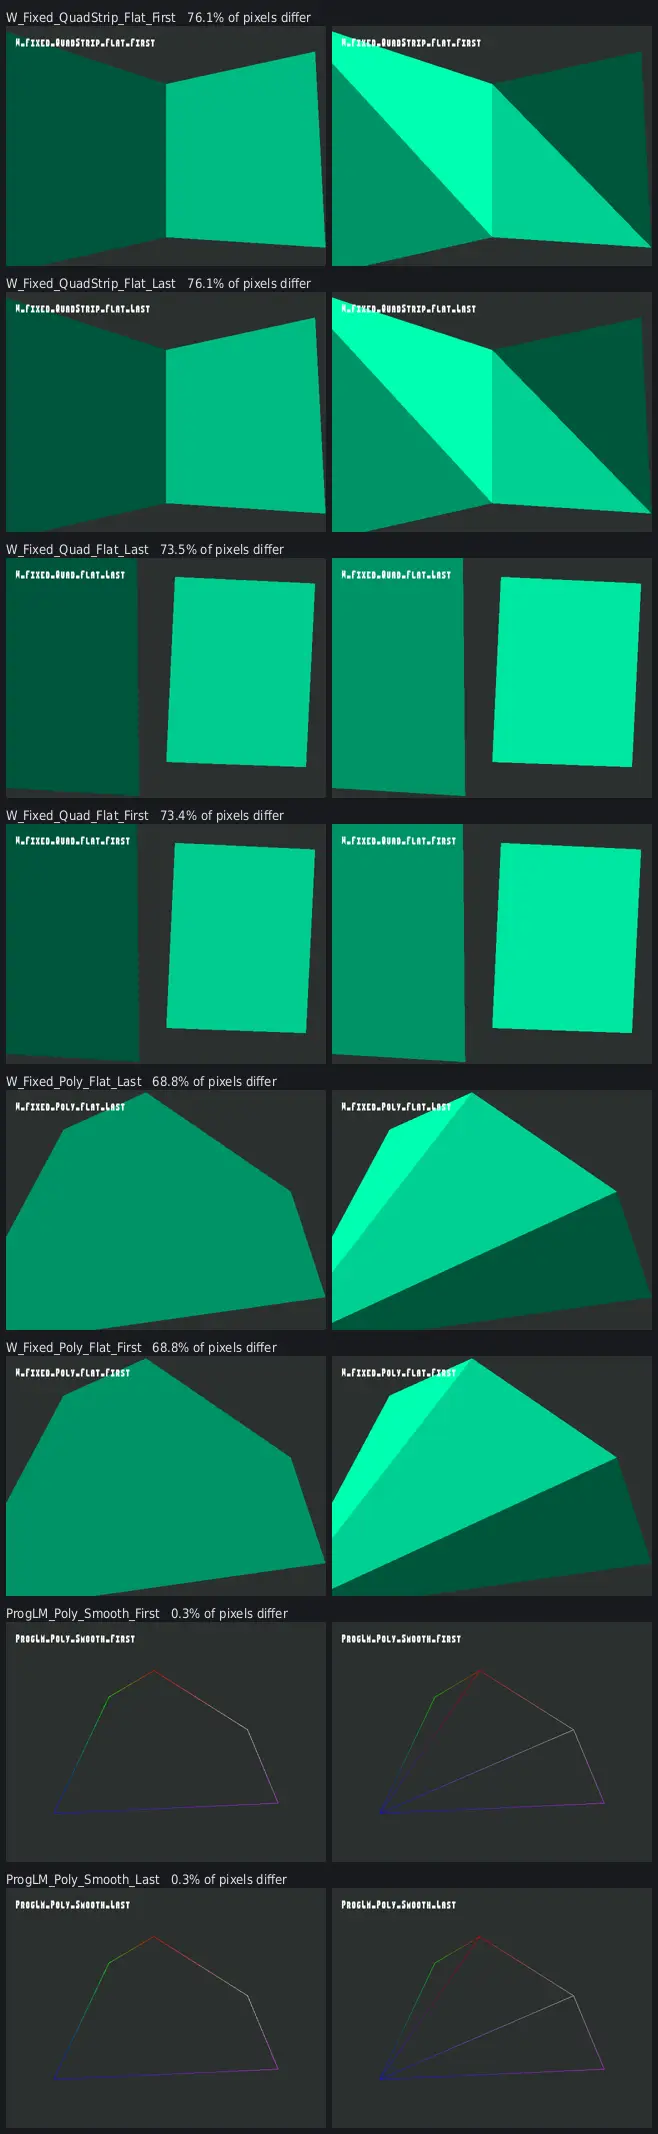 W_Fixed_QuadStrip_Flat_First 76.1% of pixels differ
W_FIXED_QUADSTRIP_FLAT_FIRST W_FIXED_QUADSTRIP_FLAT_FIRST
W_Fixed_QuadStrip_Flat_Last 76.1% of pixels differ
W_FIXED_QUADSTRIP_FLAT_LAST W_FIXED_QUADSTRIP_FLAT_LAST
W_Fixed_Quad_Flat_Last 73.5% of pixels differ
W_FIXED_QUAD_FLAT_LAST W_FIXED_QUAD_FLAT_LAST
W_Fixed_Quad_Flat_First 73.4% of pixels differ
W_FIXED_QUAD_FLAT_FIRST W_FIXED_QUAD_FLAT_FIRST
W_Fixed_Poly_Flat_Last 68.8% of pixels differ
W_FIXED_POLY_FLAT_LAST W_FIXED_POLY_FLAT_LAST
W_Fixed_Poly_Flat_First 68.8% of pixels differ
W_FIXED_POLY_FLAT_FIRST W_FIXED_POLY_FLAT_FIRST
ProgLM_Poly_Smooth_First 0.3% of pixels differ
PROGLM_POLY_SMOOTH_FIRST PROGLM_POLY_SMOOTH_FIRST
ProgLM_Poly_Smooth_Last 0.3% of pixels differ
PROGLM_POLY_SMOOTH_LAST PROGLM_POLY_SMOOTH_LAST